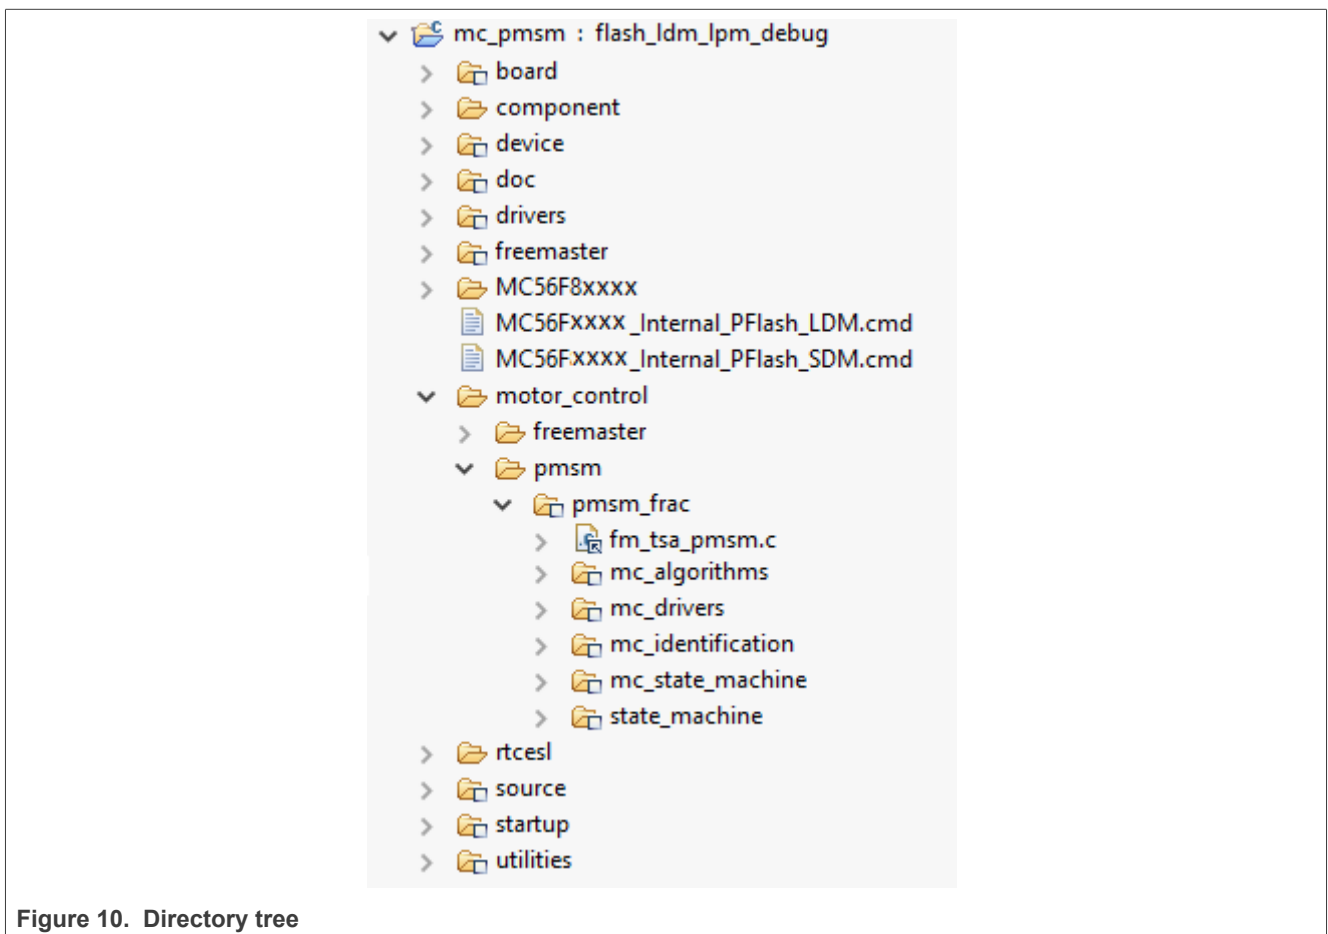 mc_pmsm : flash_ldm_lpm_debug
board
component
device
doc
drivers
freemaster
MC56F8xxxx
MC56FXXXX_Internal_PFlash_LDM.cmd
MC56FXXXX_Internal_PFlash_SDM.cmd
motor_control
freemaster
pmsm
pmsm_frac
fm_tsa_pmsm.c
mc_algorithms
mc_drivers
mc_identification
mc_state_machine
state_machine
rtcesl
source
startup
utilities
Figure 10. Directory tree